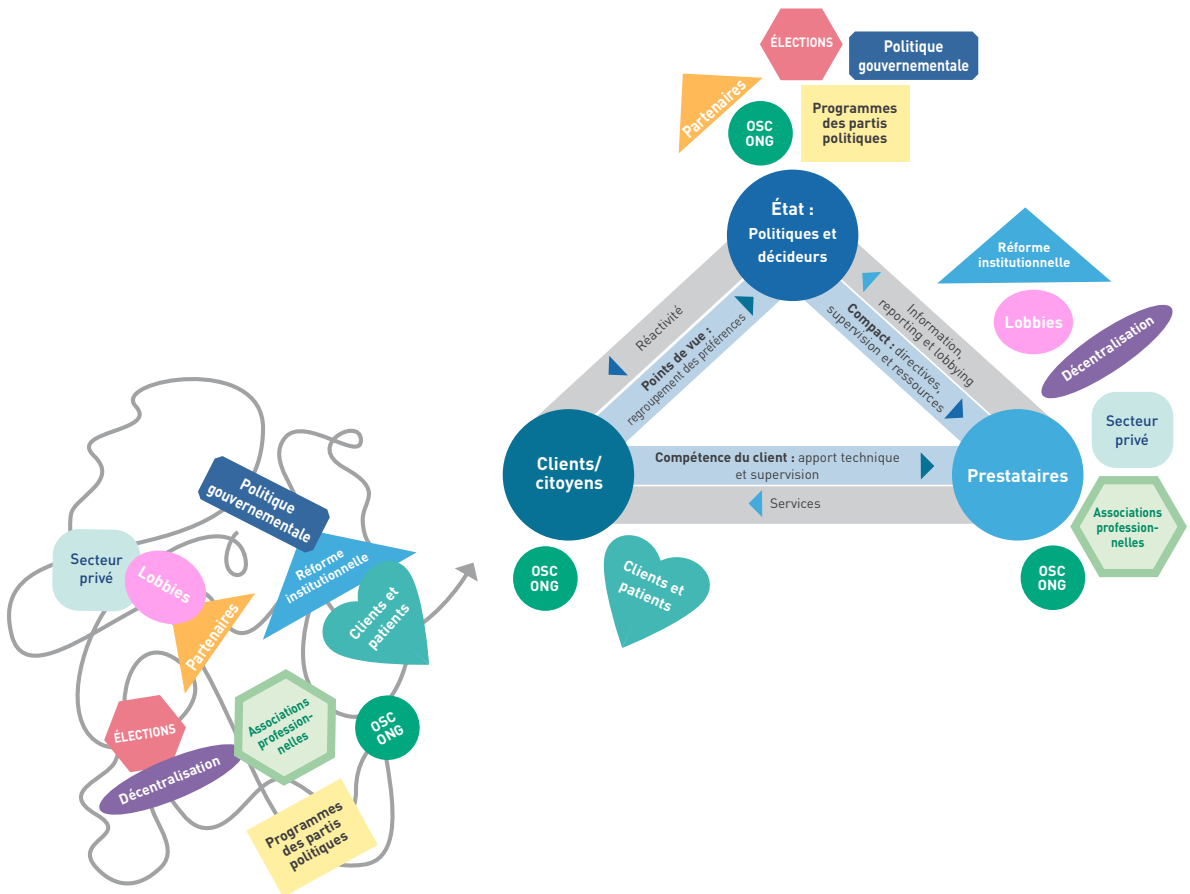 ÉLECTIONS
Politique
gouvernementale
Partenaires
OSC
ONG
Programmes
des partis
politiques
État :
Politiques et
décideurs
Réforme
institutionnelle
Lobbies
Décentralisation
Secteur
privé
Associations
profession-
nelles
OSC
ONG
Réactivité
Points de vue :
regroupement des préférences
Information,
reporting et lobbying
Compact : directives,
supervision et ressources
Clients/
citoyens
Compétence du client : apport technique
et supervision
Services
Prestataires
OSC
ONG
Clients et
patients
Politique
gouvernementale
Secteur
privé
Lobbies
Réforme
institutionnelle
Partenaires
Clients et
patients
ÉLECTIONS
Associations
profession-
nelles
OSC
ONG
Décentralisation
Programmes
des partis
politiques